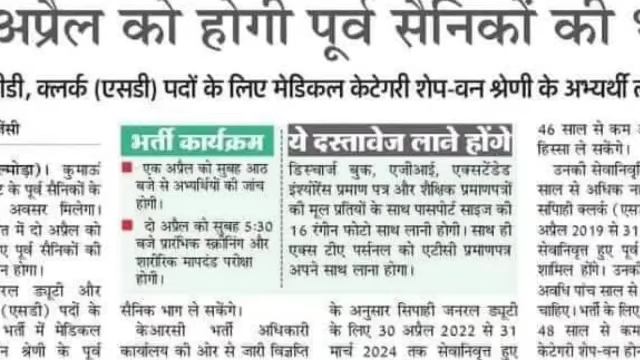 अप्रैल को होगी पूर्व सैनिकों की
क्लर्क (एसडी) पदों के लिए मेडिकल केटेगरी शेप-वन श्रेणी के अभ्यर्थी
कुमाऊं
के पूर्व सैनिकों के
अवसर मिलेगा।
में दो अप्रैल को
पूर्व सैनिकों की
होगा।
ड्यूटी और
(एसडी) पदों के
भर्ती में मेडिकल
श्रेणी के पूर्व
भर्ती कार्यक्रम
एक अप्रैल को सुबह आठ
बजे से अभ्यर्थियों की जांच
होगी।
दो अप्रैल को सुबह 5:30
बजे प्रारंभिक स्क्रीनिंग और
शारीरिक मापदंड परीक्षा
होगी।
सैनिक भाग ले सकेंगे।
केआरसी भर्ती अधिकारी
कार्यालय की ओर से जारी विज्ञप्ति
ये दस्तावेज लाने होंगे
डिस्चार्ज बुक, एजीआई, एक्सटेंडेड
इंश्योरेंस प्रमाण पत्र और शैक्षिक प्रमाणपत्रों
की मूल प्रतियों के साथ पासपोर्ट साइज की
16 रंगीन फोटो साथ लानी होगी। साथ ही
एक्स टीए पर्सनल को एटीसी प्रमाणपत्र
अपने साथ लाना होगा।
के अनुसार सिपाही जनरल ड्यूटी
के लिए 30 अप्रैल 2022 से 31
मार्च 2024 तक सेवानिवृत्त हुए
46 साल से कम
हिस्सा ले सकेंगे।
उनकी सेवानिवृ
साल से अधिक न
सिपाही क्लर्क (एस
अप्रैल 2019 से 31
सेवानिवृत्त हुए पूर्व
शामिल होंगे। उनक
अवधि पांच साल से
चाहिए। भर्ती के लिए
48 साल से कम
केटेगरी शेप-वन हो